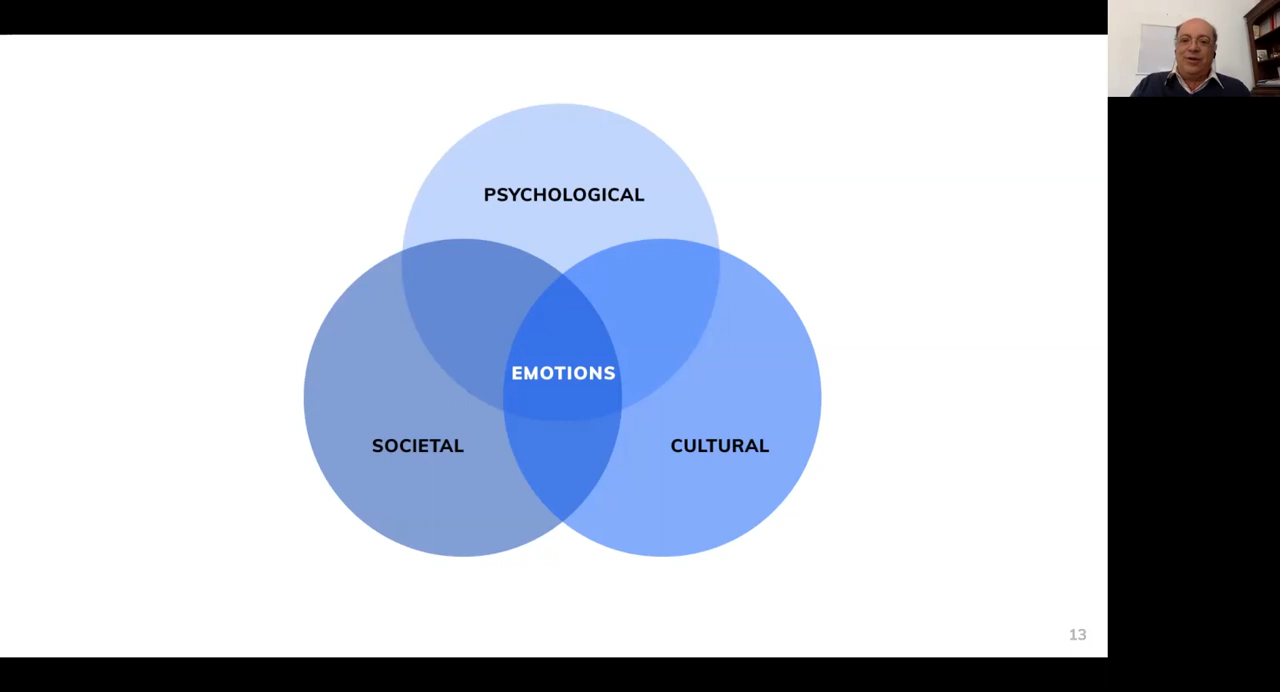 PSYCHOLOGICAL
EMOTIONS
SOCIETAL
CULTURAL
13